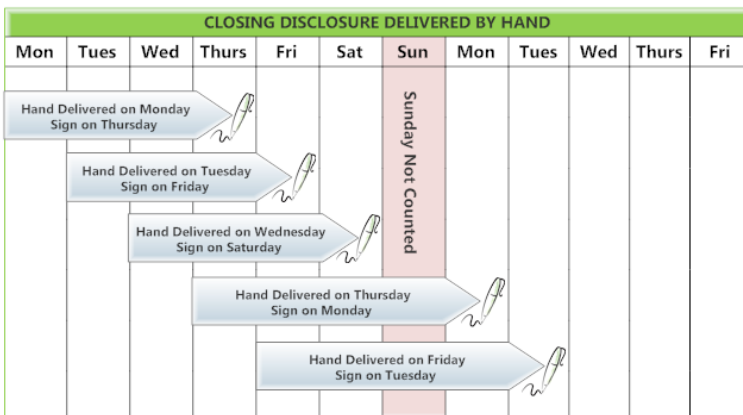 CLOSING DISCLOSURE DELIVERED BY HAND
Mon Tues Wed Thurs Fri Sat Sun Mon Tues Wed Thurs Fri
Hand Delivered on Monday
Sign on Thursday
Hand Delivered on Tuesday
Sign on Friday
Hand Delivered on Wednesday
Sign on Saturday
Sunday Not Counted
Hand Delivered on Thursday
Sign on Monday
Hand Delivered on Friday
Sign on Tuesday